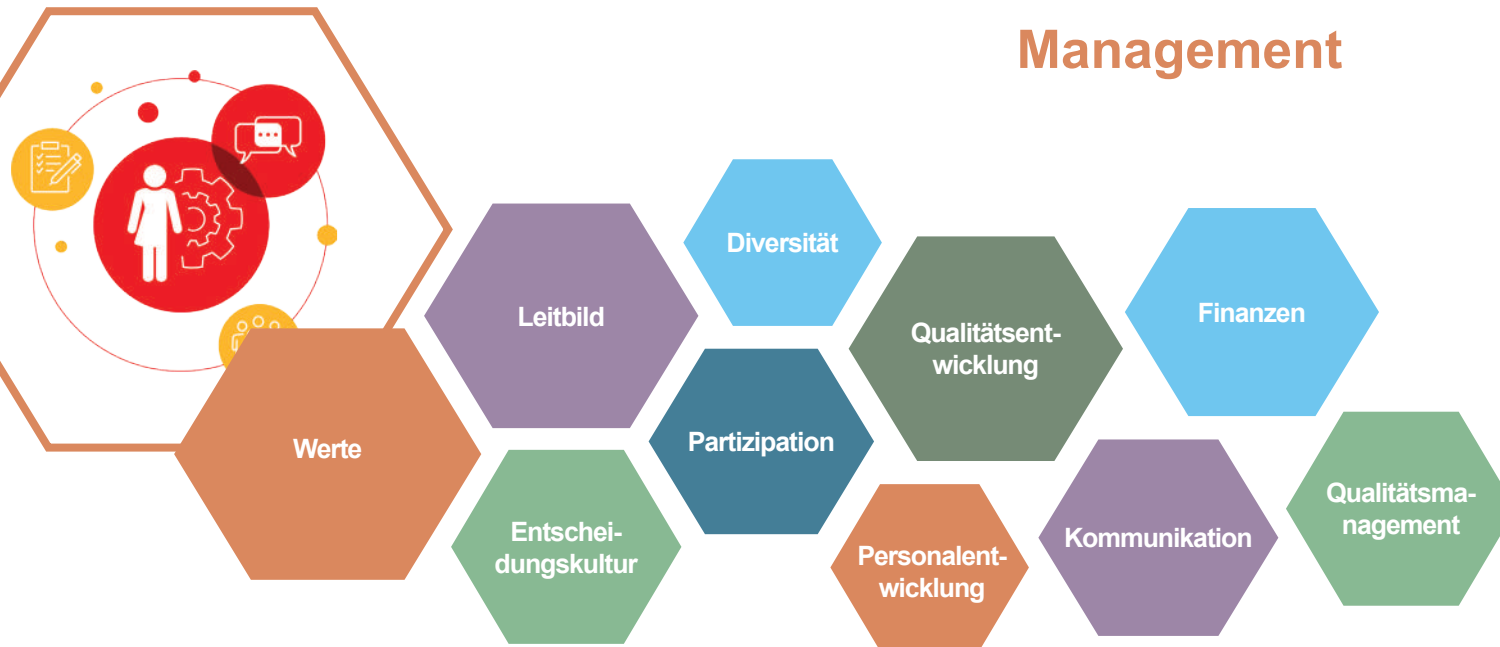 Management
Diversität
Leitbild
Finanzen
Qualitätsent-
wicklung
Werte
Partizipation
Entschei-
dungskultur
Personalent-
wicklung
Kommunikation
Qualitätsma-
nagement